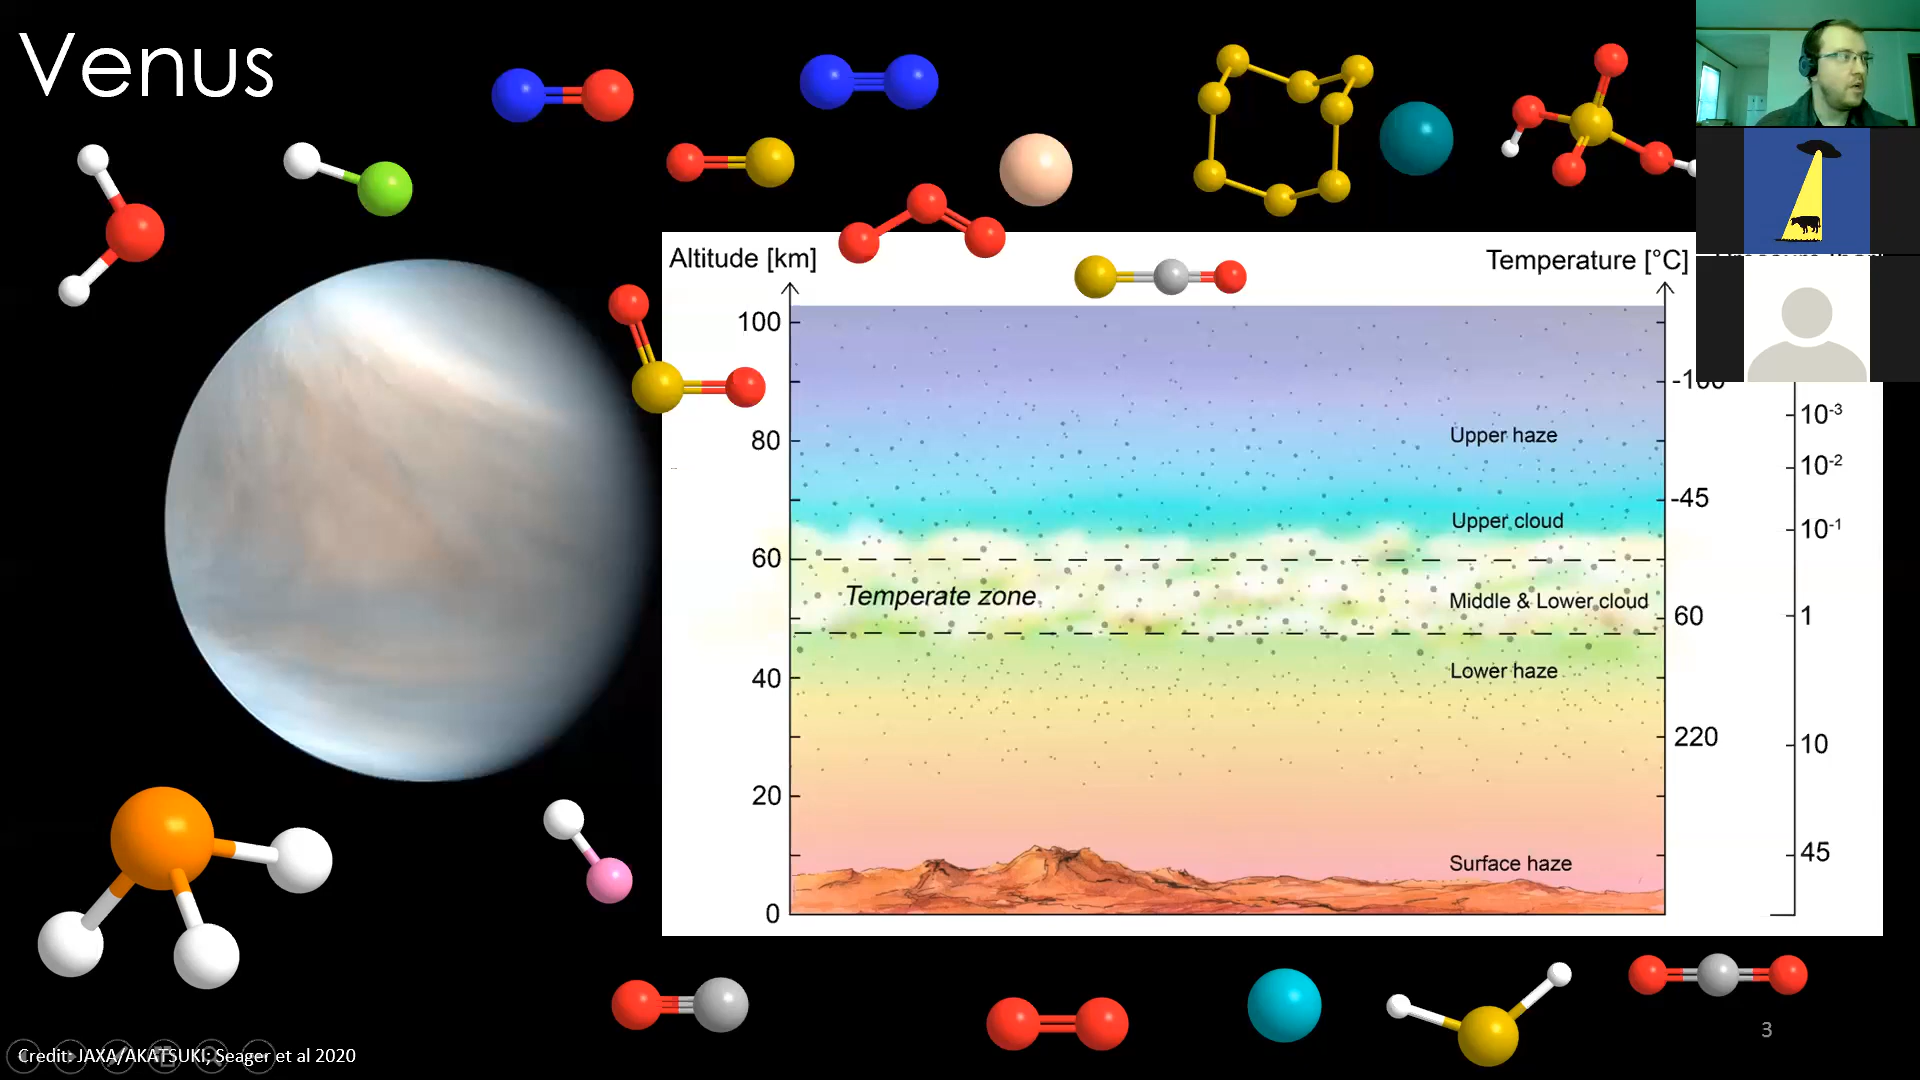 Venus
Altitude [km]
Temperature [°C]
100
80
60
40
20
0
Upper haze
Upper cloud
Temperate zone
Middle & Lower cloud
Lower haze
Surface haze
-100
-45
60
220
10-3
10-2
10-1
1
10
45
3
Credit: JAXA/AKATSUKI; Seager et al 2020